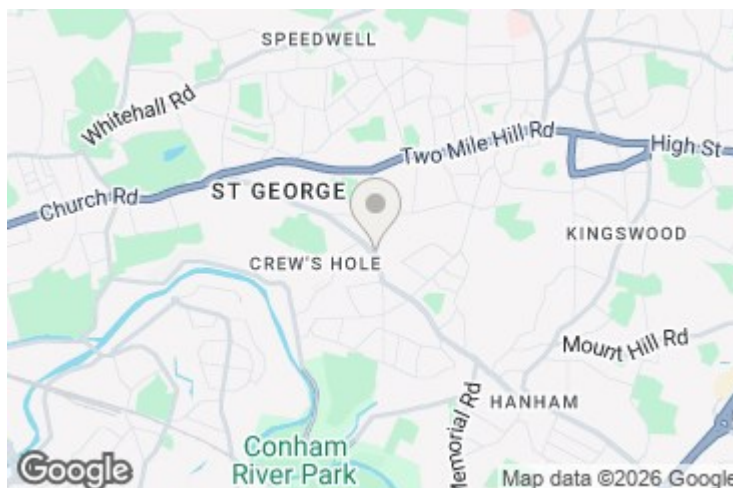 SPEEDWELL
Whitehall Rd
Two Mile Hill Rd
High St
Church Rd
ST GEORGE
KINGSWOOD
CREW'S HOLE
Mount Hill Rd
HANHAM
Memorial Rd
Conham
River Park
Google
Map data ©2026 Google